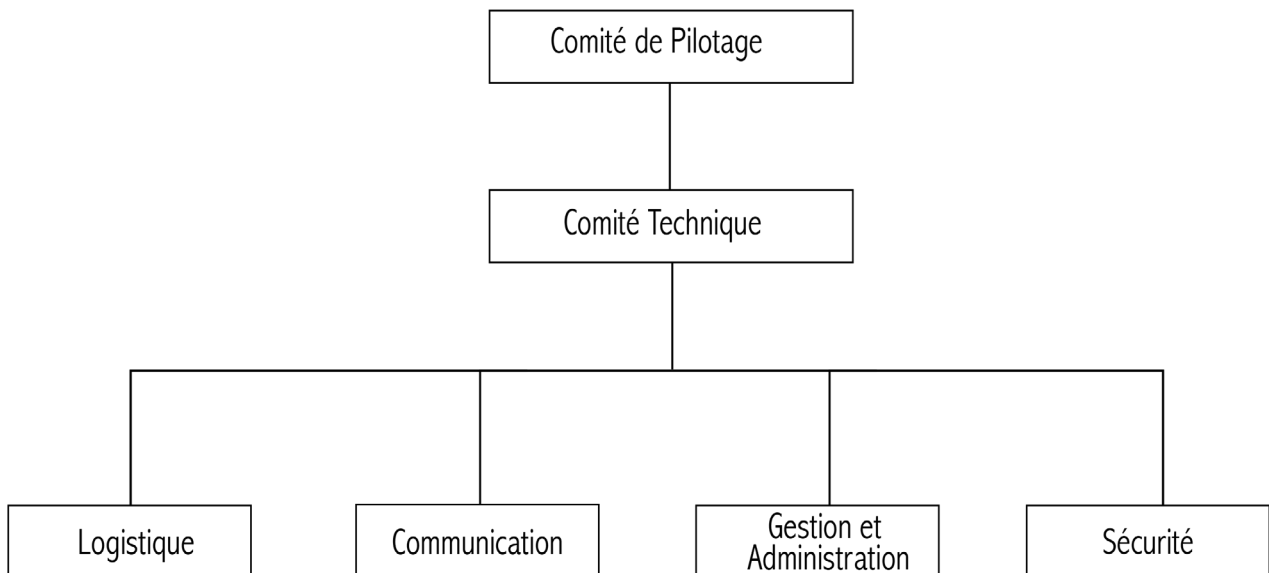 Comité de Pilotage
Comité Technique
Logistique
Communication
Gestion et
Administration
Sécurité